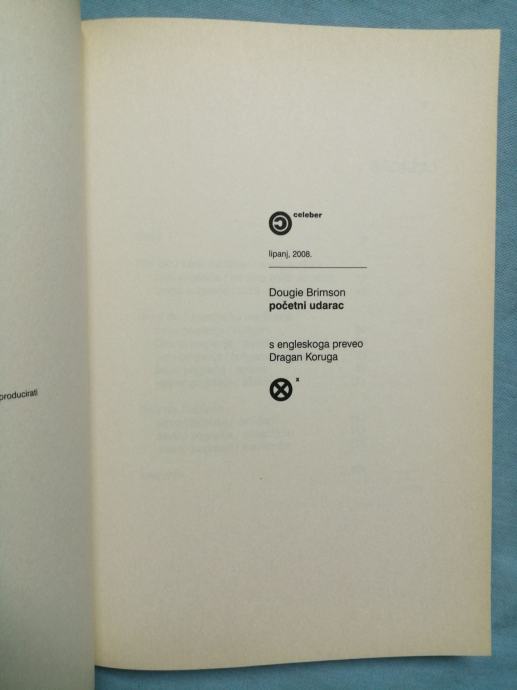 producirati
celeber
lipanj, 2008.
Dougie Brimson
početni udarac
s engleskoga preveo
Dragan Koruga
x